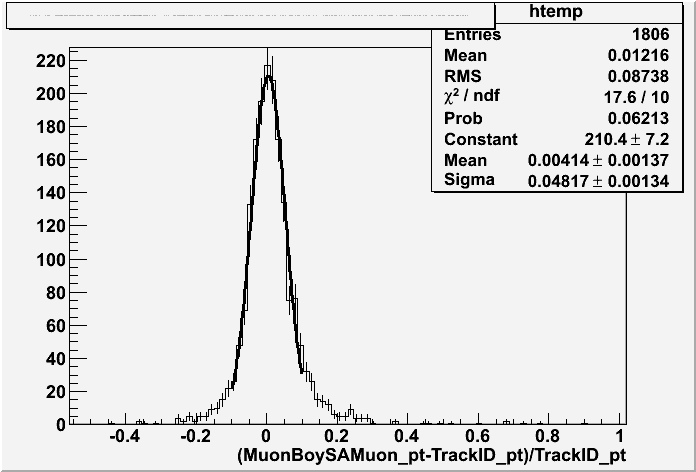 htemp
Entries 1806
Mean 0.01216
RMS 0.08738
χ² / ndf 17.6 / 10
Prob 0.06213
Constant 210.4 ± 7.2
Mean 0.00414 ± 0.00137
Sigma 0.04817 ± 0.00134
220
200
180
160
140
120
100
80
60
40
20
0
-0.4 -0.2 0 0.2 0.4 0.6 0.8 1
(MuonBoySAMuon_pt-TrackID_pt)/TrackID_pt